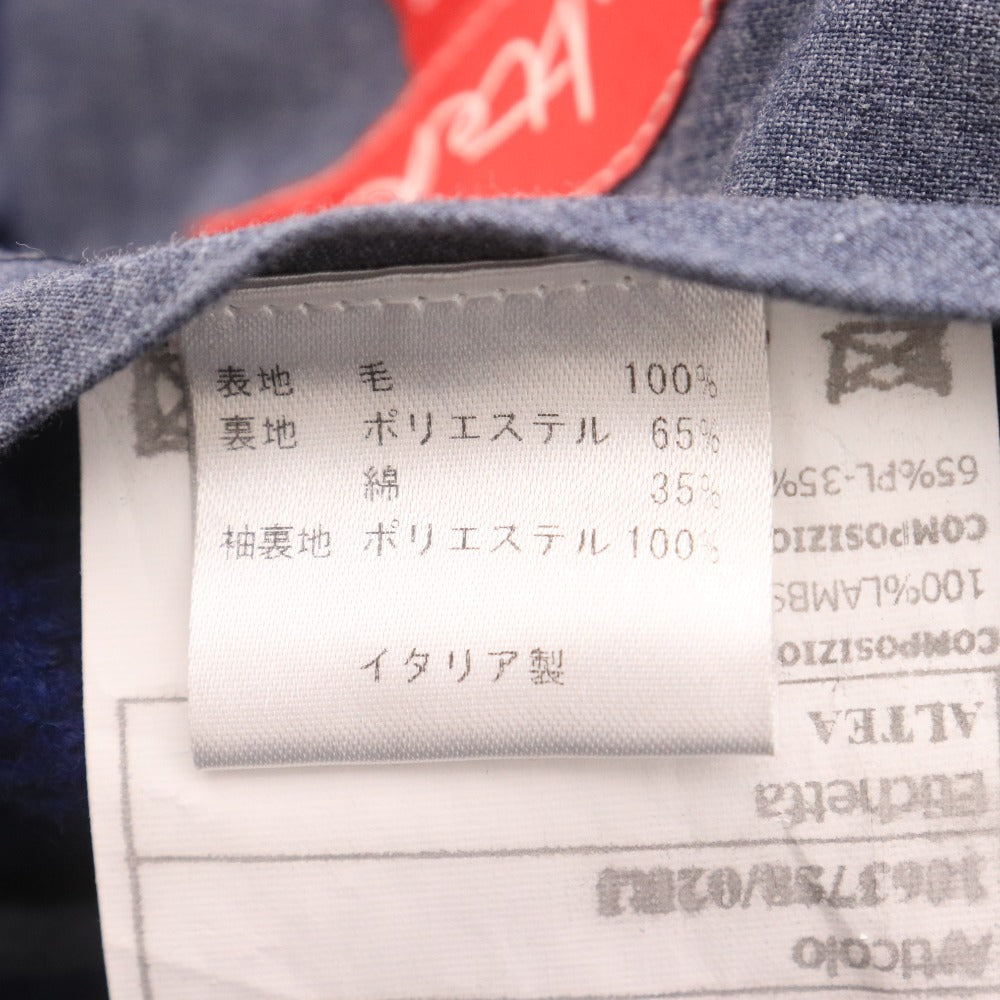 表地 毛 100%
裏地 ポリエステル 65%
綿 35%
袖裏地 ポリエステル 100%
イタリア製
65%PL-35%
COMPOSIZIO
100%LAMBS
COMPOSIZIO
ALTEA
Etichetta
Articolo